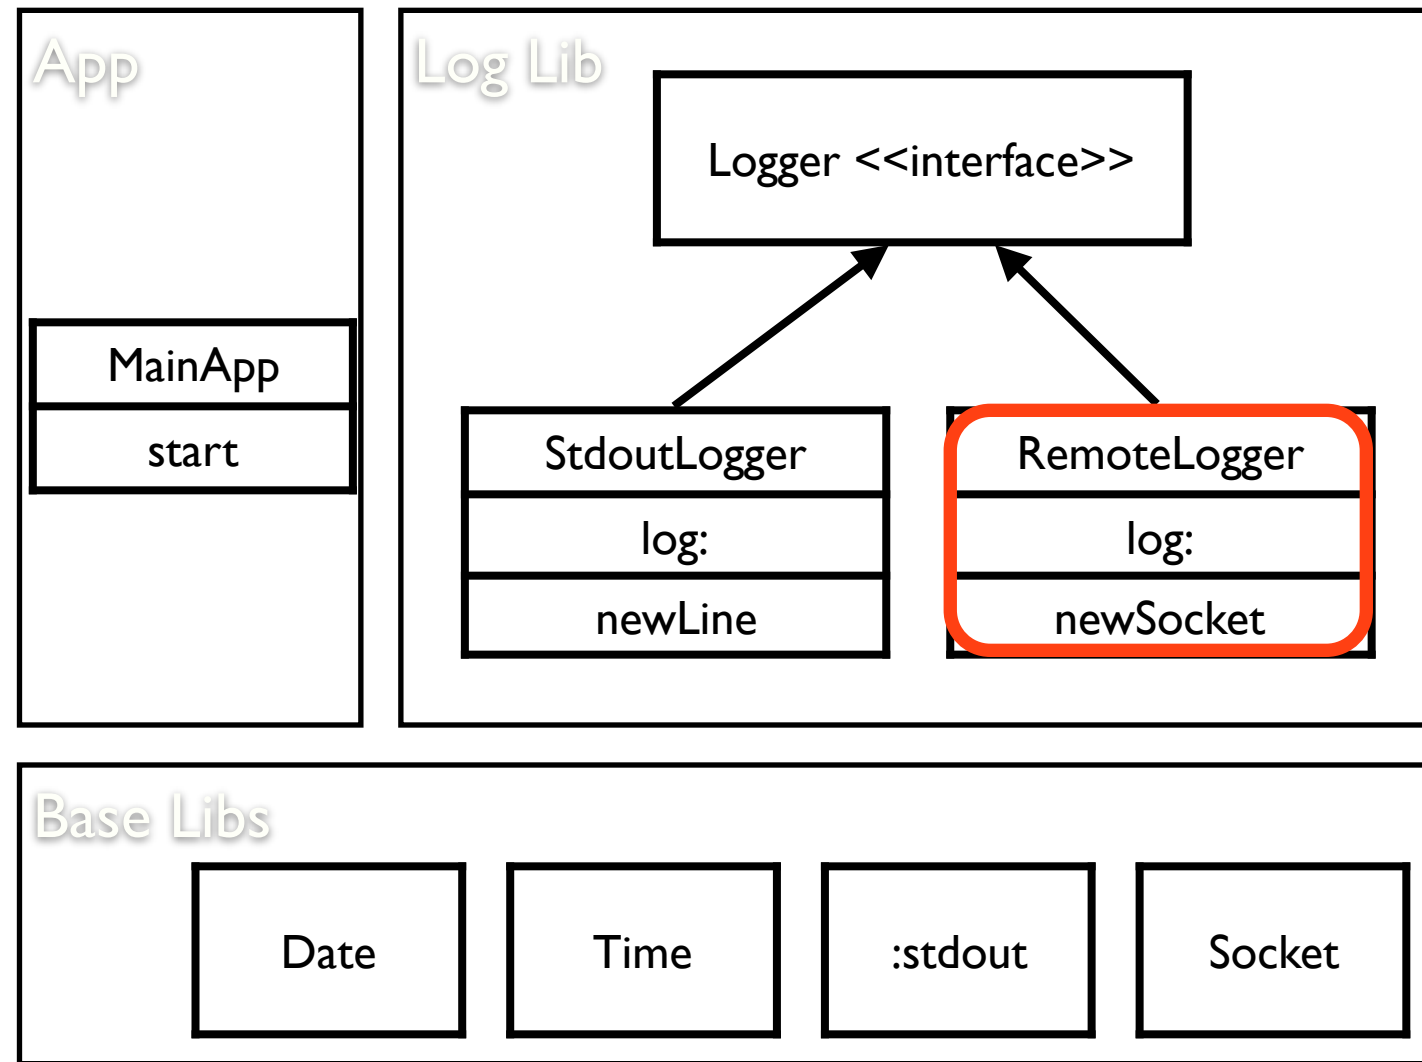 App
MainApp
start
Log Lib
Logger <<interface>>
StdoutLogger
log:
newLine
RemoteLogger
log:
newSocket
Base Libs
Date
Time
:stdout
Socket